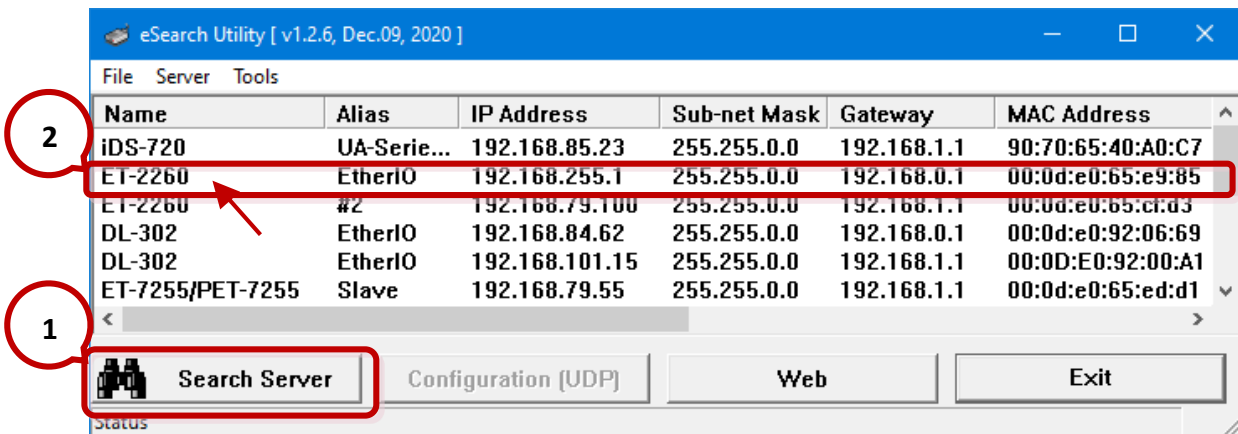 eSearch Utility [ v1.2.6, Dec.09, 2020 ]
File Server Tools
Name Alias IP Address Sub-net Mask Gateway MAC Address
2
iDS-720 UA-Serie... 192.168.85.23 255.255.0.0 192.168.1.1 90:70:65:40:A0:C7
ET-2260 EtherIO 192.168.255.1 255.255.0.0 192.168.0.1 00:0d:e0:65:e9:85
ET-2260 #2 192.168.79.100 255.255.0.0 192.168.1.1 00:0d:e0:65:cf:d3
DL-302 EtherIO 192.168.84.62 255.255.0.0 192.168.0.1 00:0d:e0:92:06:69
DL-302 EtherIO 192.168.101.15 255.255.0.0 192.168.1.1 00:0D:E0:92:00:A1
ET-7255/PET-7255 Slave 192.168.79.55 255.255.0.0 192.168.1.1 00:0d:e0:65:ed:d1
1
Search Server Configuration (UDP) Web Exit
Status